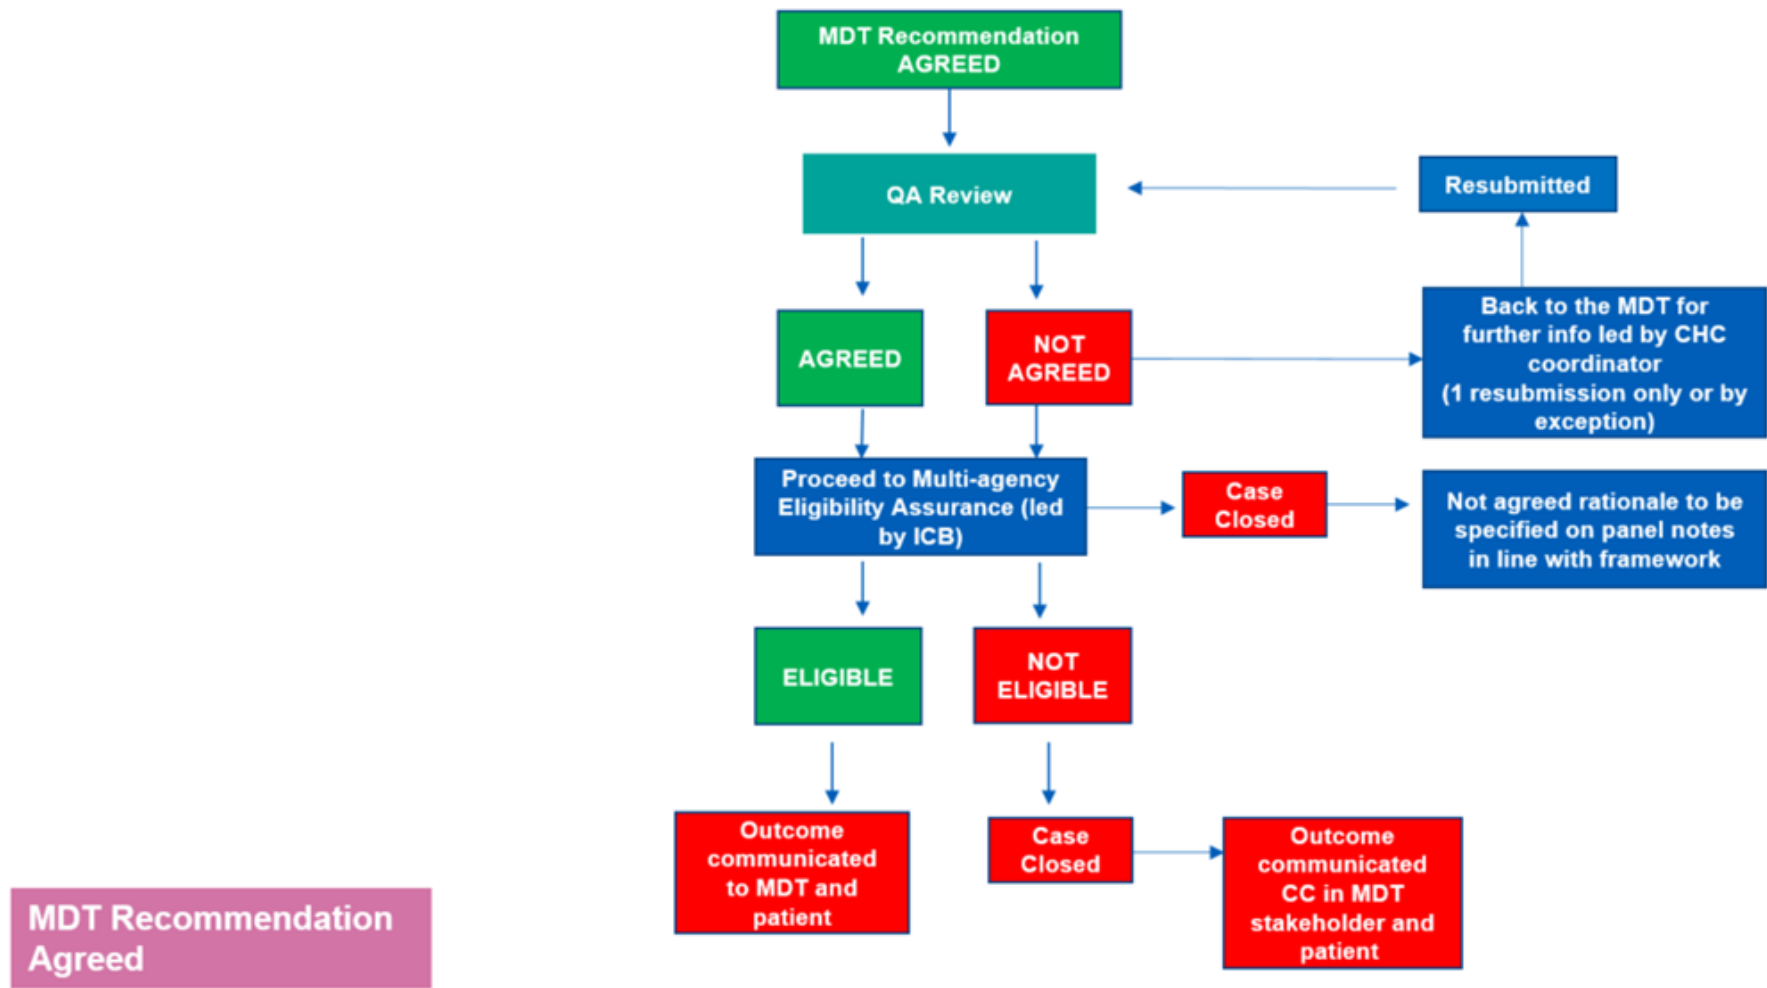 MDT Recommendation
AGREED
QA Review
Resubmitted
AGREED
NOT
AGREED
Back to the MDT for
further info led by CHC
coordinator
(1 resubmission only or by
exception)
Proceed to Multi-agency
Eligibility Assurance (led
by ICB)
Case
Closed
Not agreed rationale to be
specified on panel notes
in line with framework
ELIGIBLE
NOT
ELIGIBLE
Outcome
communicated
to MDT and
patient
Case
Closed
Outcome
communicated
CC in MDT
stakeholder and
patient
MDT Recommendation
Agreed